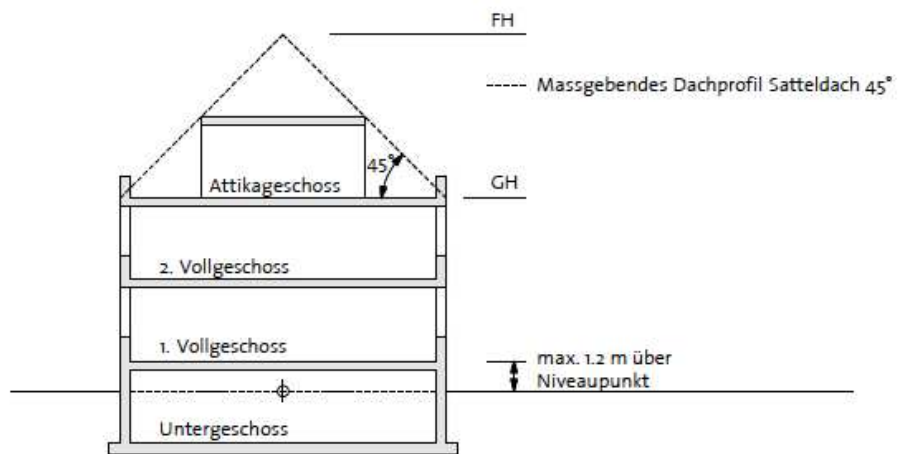 FH
Massgebendes Dachprofil Satteldach 45°
45°
Attikageschoss
GH
2. Vollgeschoss
1. Vollgeschoss
max. 1.2 m über
Niveaupunkt
Untergeschoss